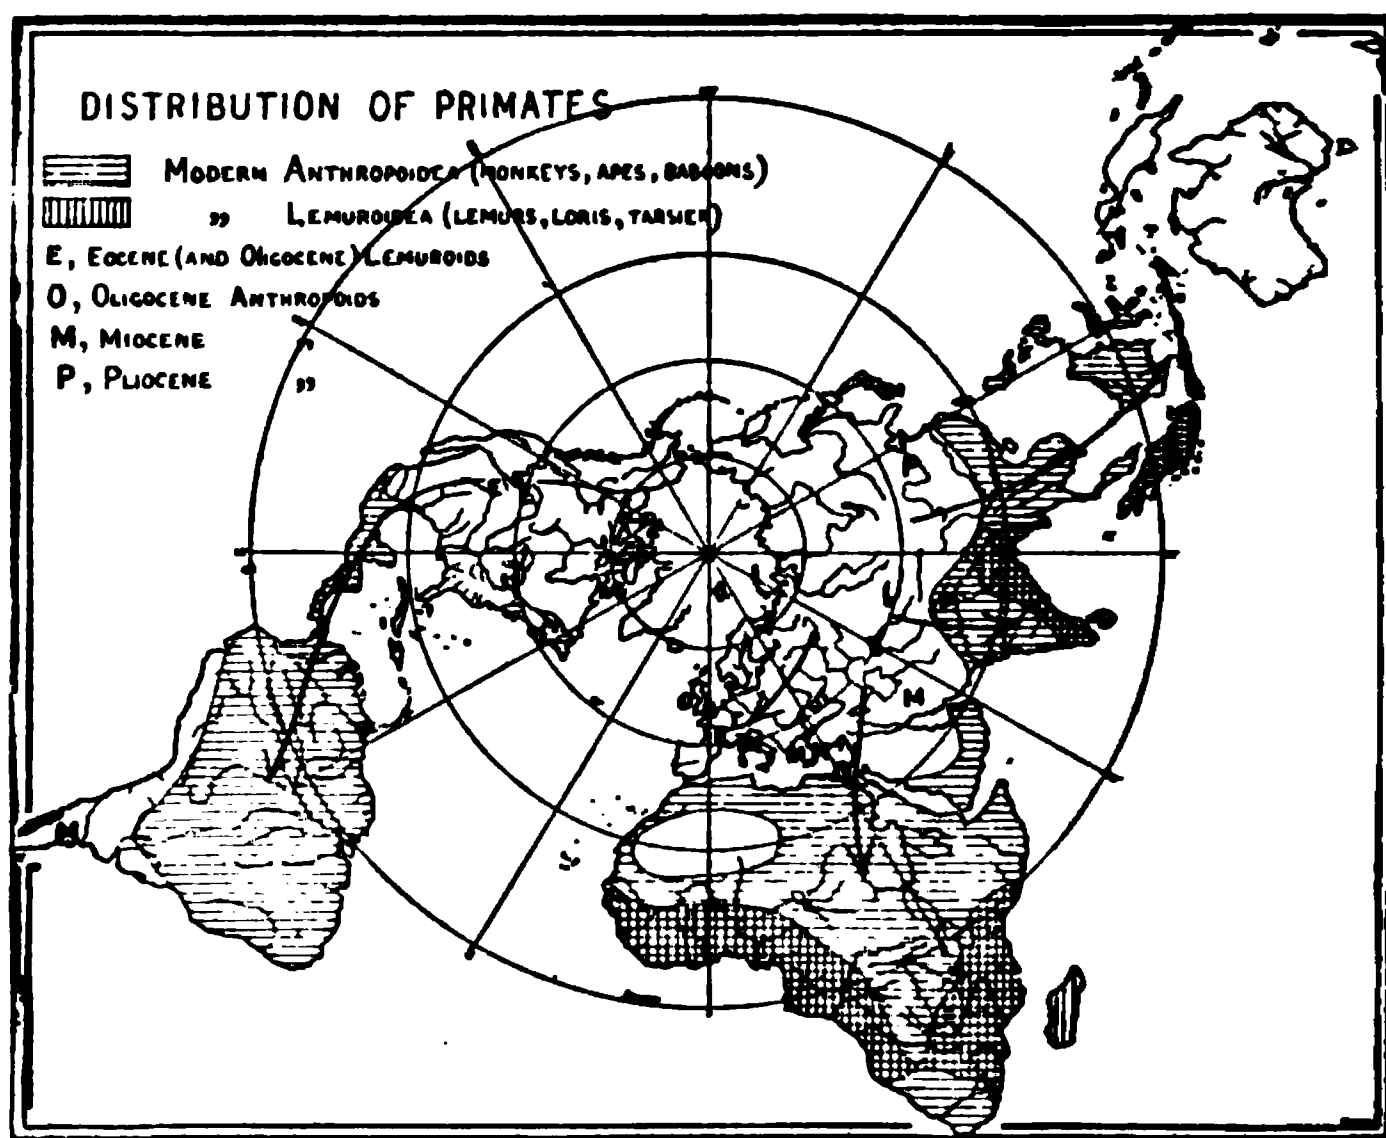 DISTRIBUTION OF PRIMATES
MODERN ANTHROPOIDEA (MONKEYS, APES, BABOONS)
„ LEMUROIDEA (LEMURS, LORIS, TARSIER)
E, EOCENE (AND OLIGOCENE) LEMUROIDS
O, OLIGOCENE ANTHROPOIDS
M, MIOCENE „
P, PLIOCENE „
E
M
M